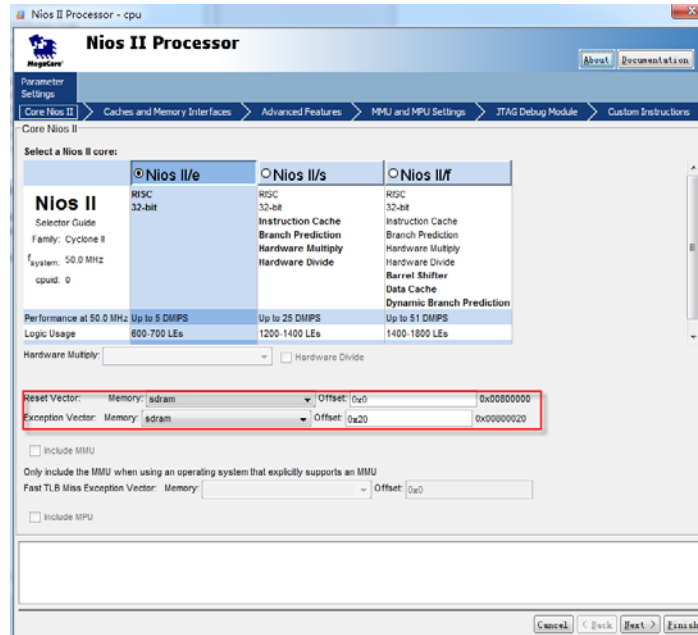 Nios II Processor - cpu
MegaCore'
Nios II Processor
About Documentation
Parameter
Settings
Core Nios II Caches and Memory Interfaces Advanced Features MMU and MPU Settings JTAG Debug Module Custom Instructions
Core Nios II
Select a Nios II core:
Nios II/e Nios II/s Nios II/f
Nios II
Selector Guide
Family: Cyclone II
fsystem: 50.0 MHz
cpuid: 0
RISC
32-bit
RISC
32-bit
Instruction Cache
Branch Prediction
Hardware Multiply
Hardware Divide
RISC
32-bit
Instruction Cache
Branch Prediction
Hardware Multiply
Hardware Divide
Barrel Shifter
Data Cache
Dynamic Branch Prediction
Performance at 50.0 MHz Up to 5 DMIPS Up to 25 DMIPS Up to 51 DMIPS
Logic Usage 600-700 LEs 1200-1400 LEs 1400-1800 LEs
Hardware Multiply: Hardware Divide
Reset Vector: Memory: sdram Offset: 0x0 0x00800000
Exception Vector: Memory: sdram Offset: 0x20 0x00800020
Include MMU
Only include the MMU when using an operating system that explicitly supports an MMU
Fast TLB Miss Exception Vector: Memory: Offset: 0x0
Include MPU
Cancel < Back Next > Finish